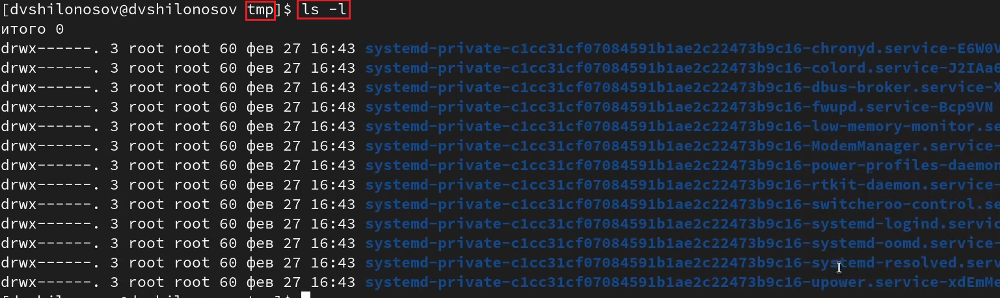 [dvshilonosov@dvshilonosov tmp]$ ls -l
итого 0
drwx------. 3 root root 60 фев 27 16:43 systemd-private-c1cc31cf07084591b1ae2c22473b9c16-chronyd.service-E6W0V
drwx------. 3 root root 60 фев 27 16:43 systemd-private-c1cc31cf07084591b1ae2c22473b9c16-colord.service-J2IAa6
drwx------. 3 root root 60 фев 27 16:43 systemd-private-c1cc31cf07084591b1ae2c22473b9c16-dbus-broker.service-X
drwx------. 3 root root 60 фев 27 16:48 systemd-private-c1cc31cf07084591b1ae2c22473b9c16-fwupd.service-Bcp9VN
drwx------. 3 root root 60 фев 27 16:43 systemd-private-c1cc31cf07084591b1ae2c22473b9c16-low-memory-monitor.se
drwx------. 3 root root 60 фев 27 16:43 systemd-private-c1cc31cf07084591b1ae2c22473b9c16-ModemManager.service-
drwx------. 3 root root 60 фев 27 16:43 systemd-private-c1cc31cf07084591b1ae2c22473b9c16-power-profiles-daemon
drwx------. 3 root root 60 фев 27 16:43 systemd-private-c1cc31cf07084591b1ae2c22473b9c16-rtkit-daemon.service-
drwx------. 3 root root 60 фев 27 16:43 systemd-private-c1cc31cf07084591b1ae2c22473b9c16-switcheroo-control.se
drwx------. 3 root root 60 фев 27 16:43 systemd-private-c1cc31cf07084591b1ae2c22473b9c16-systemd-logind.servic
drwx------. 3 root root 60 фев 27 16:43 systemd-private-c1cc31cf07084591b1ae2c22473b9c16-systemd-oomd.service-
drwx------. 3 root root 60 фев 27 16:43 systemd-private-c1cc31cf07084591b1ae2c22473b9c16-systemd-resolved.serv
drwx------. 3 root root 60 фев 27 16:43 systemd-private-c1cc31cf07084591b1ae2c22473b9c16-upower.service-xdEmMe